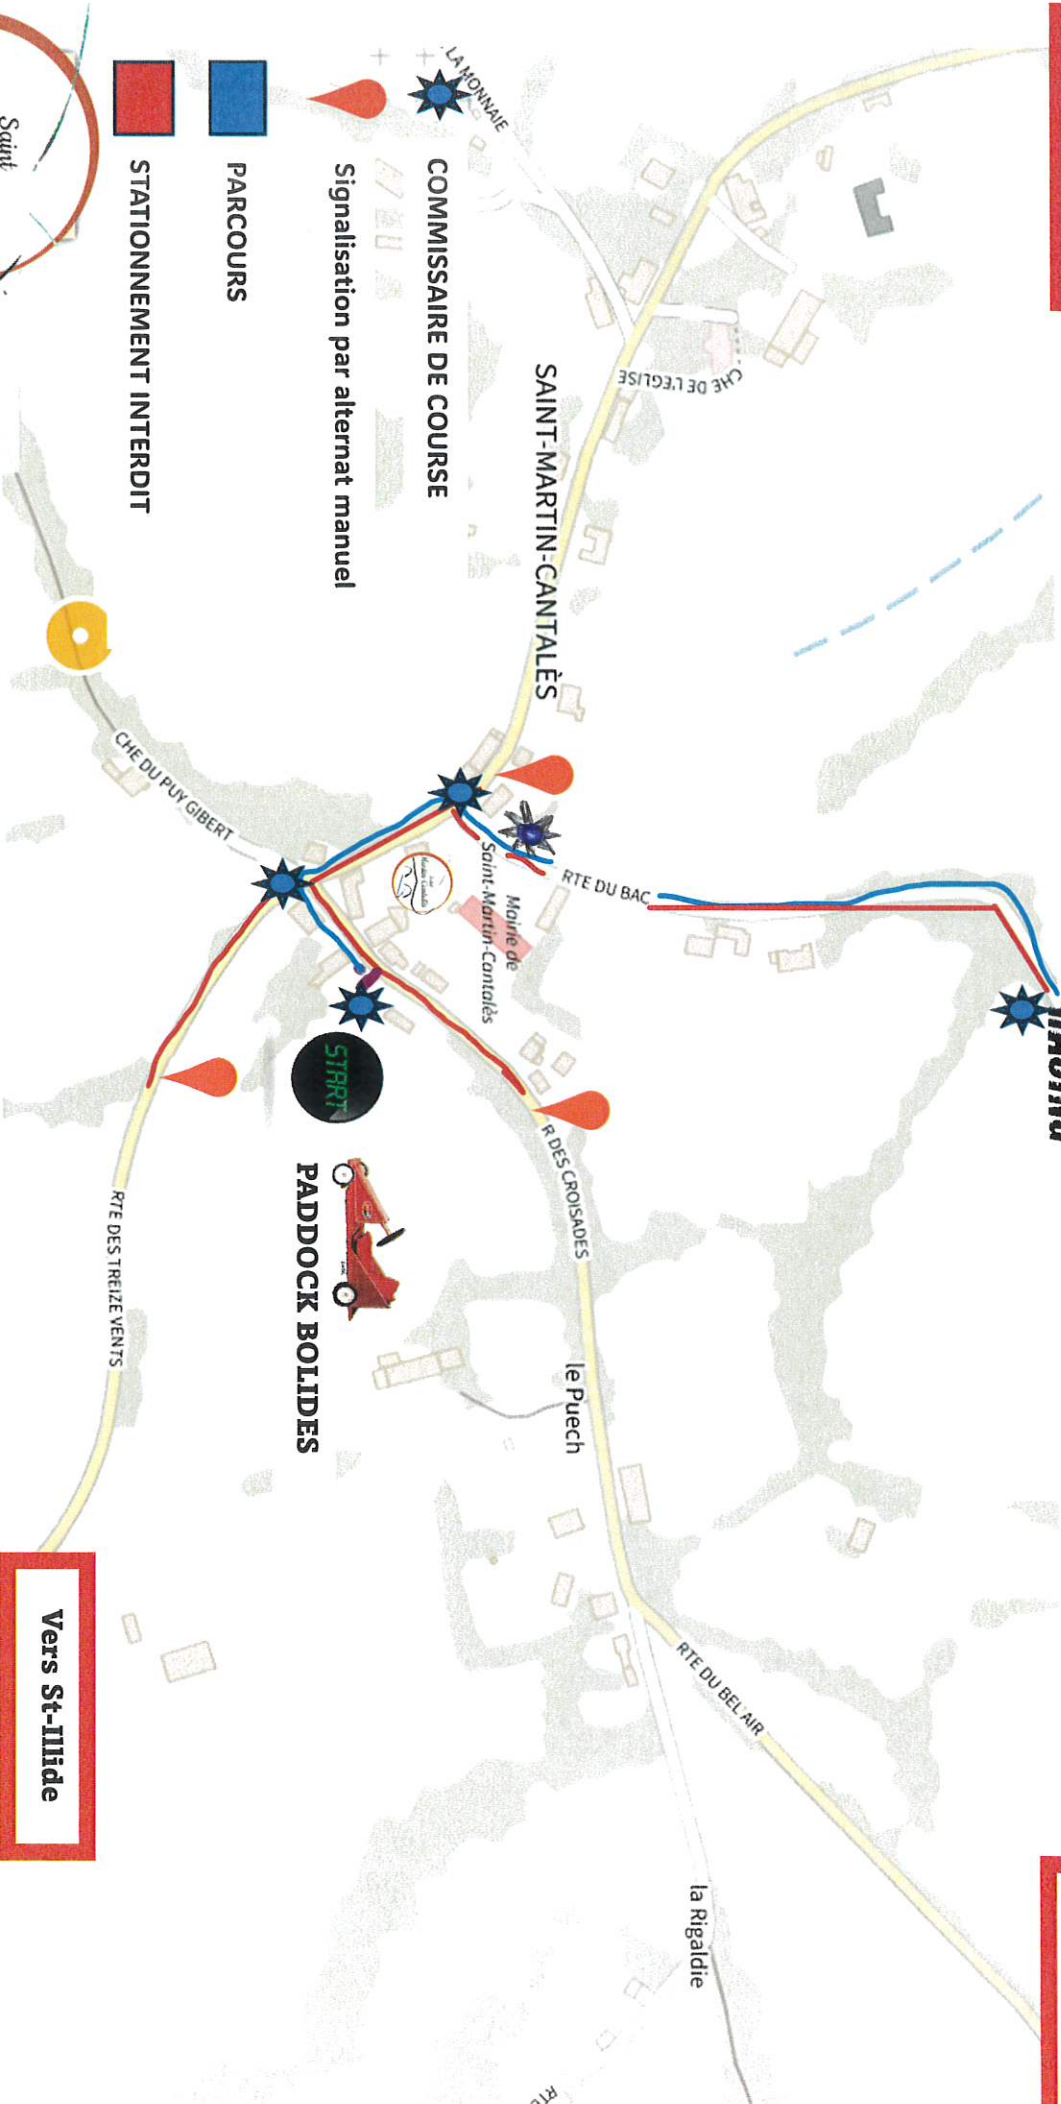 COMMISSAIRE DE COURSE
Signalisation par alternat manuel
PARCOURS
STATIONNEMENT INTERDIT
Saint
LA MONNAIE
CHE DE L'EGLISE
SAINT-MARTIN-CANTALÈS
CHE DU PUY GIBERT
RTE DU BAC
Mairie de
Saint-Martin-Cantalès
START
PADDOCK BOLIDES
R DES CROISADES
RTE DES TREIZE VENTS
le Puech
RTE DU BEL AIR
la Rigaldie
RTE
Vers St-Illide